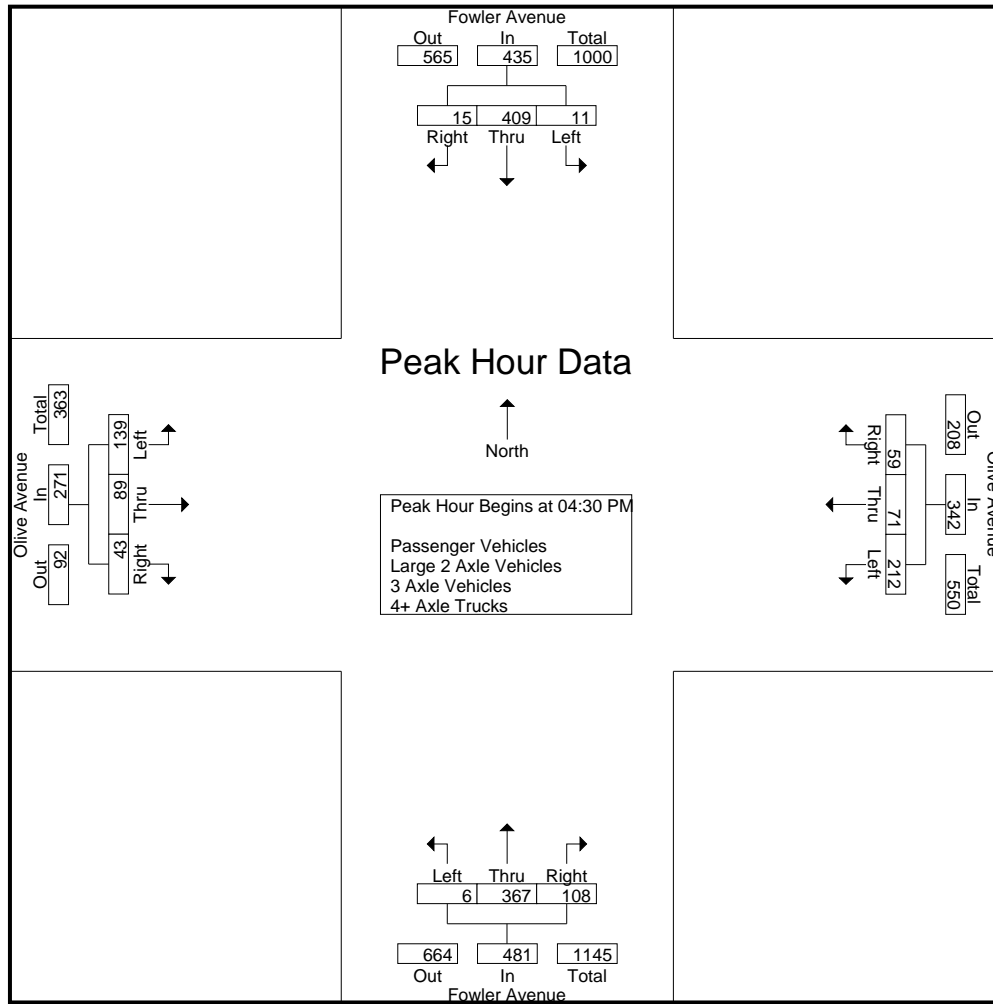 Fowler Avenue
Out In Total
565 435 1000
15 409 11
Right Thru Left
Peak Hour Data
North
Peak Hour Begins at 04:30 PM
Passenger Vehicles
Large 2 Axle Vehicles
3 Axle Vehicles
4+ Axle Trucks
Olive Avenue
Out In Total
92 271 363
43 89 139
Right Thru Left
Olive Avenue
Out In Total
208 342 550
59 71 212
Right Thru Left
Left Thru Right
6 367 108
664 481 1145
Out In Total
Fowler Avenue